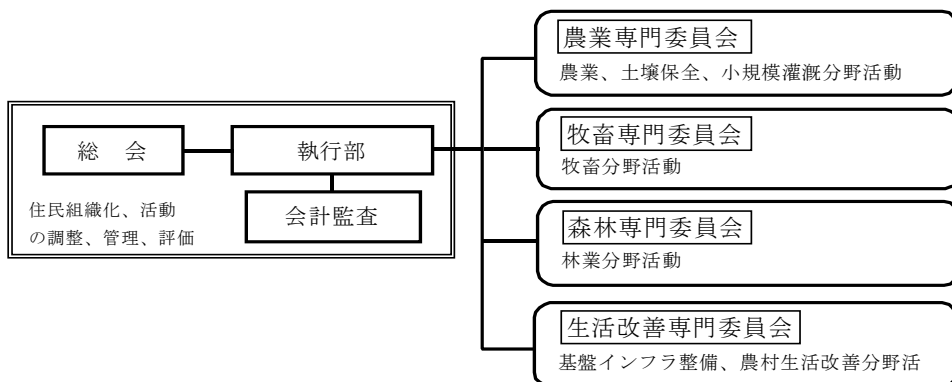 総　会
執行部
会計監査
住民組織化、活動
の調整、管理、評価
農業専門委員会
農業、土壌保全、小規模灌漑分野活動
牧畜専門委員会
牧畜分野活動
森林専門委員会
林業分野活動
生活改善専門委員会
基盤インフラ整備、農村生活改善分野活